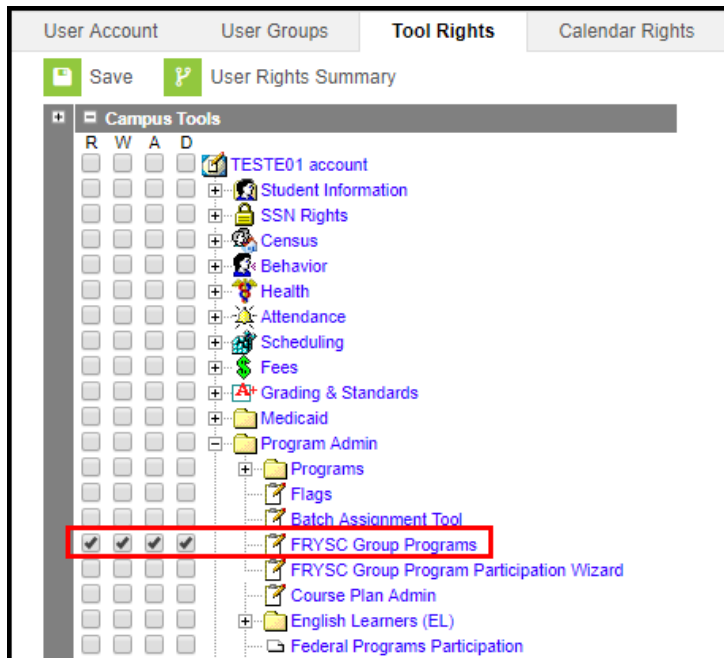 User Account User Groups Tool Rights Calendar Rights
Save User Rights Summary
Campus Tools
R W A D
TESTE01 account
Student Information
SSN Rights
Census
Behavior
Health
Attendance
Scheduling
Fees
A+ Grading & Standards
Medicaid
Program Admin
Programs
Flags
Batch Assignment Tool
FRYSC Group Programs
FRYSC Group Program Participation Wizard
Course Plan Admin
English Learners (EL)
Federal Programs Participation